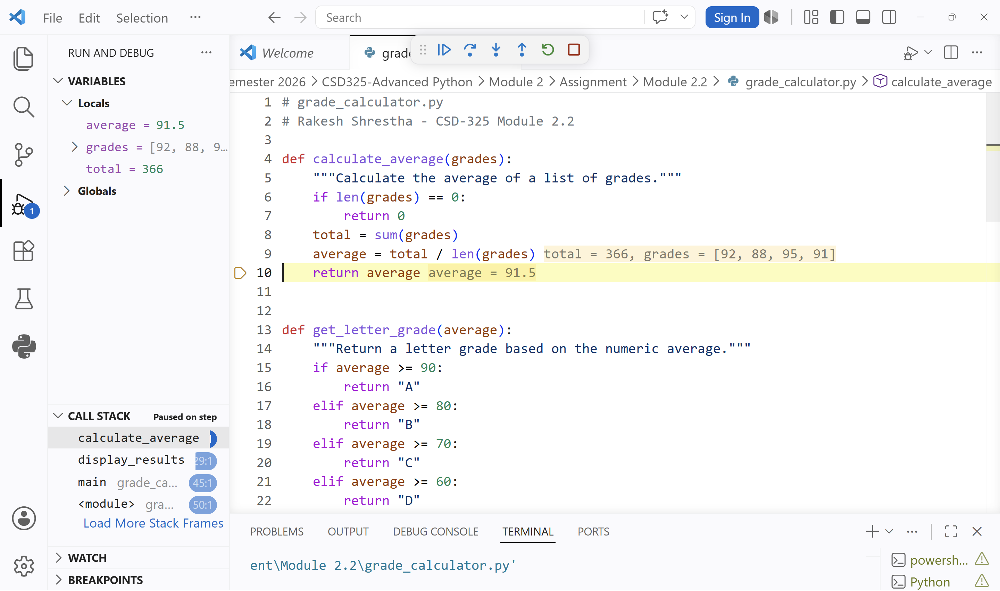 File Edit Selection ···
Search
Sign In
RUN AND DEBUG ···
VARIABLES
Locals
average = 91.5
grades = [92, 88, 9...
total = 366
Globals
1
CALL STACK Paused on step
calculate_average
display_results 29:1
main grade_ca... 45:1
<module> gra... 50:1
Load More Stack Frames
WATCH
BREAKPOINTS
Welcome
grade
emester 2026 > CSD325-Advanced Python > Module 2 > Assignment > Module 2.2 > grade_calculator.py > calculate_average
1 # grade_calculator.py
2 # Rakesh Shrestha - CSD-325 Module 2.2
3
4 def calculate_average(grades):
5 """Calculate the average of a list of grades."""
6 if len(grades) == 0:
7 return 0
8 total = sum(grades)
9 average = total / len(grades) total = 366, grades = [92, 88, 95, 91]
10 return average average = 91.5
11
12
13 def get_letter_grade(average):
14 """Return a letter grade based on the numeric average."""
15 if average >= 90:
16 return "A"
17 elif average >= 80:
18 return "B"
19 elif average >= 70:
20 return "C"
21 elif average >= 60:
22 return "D"
PROBLEMS OUTPUT DEBUG CONSOLE TERMINAL PORTS
ent\Module 2.2\grade_calculator.py'
powersh...
Python